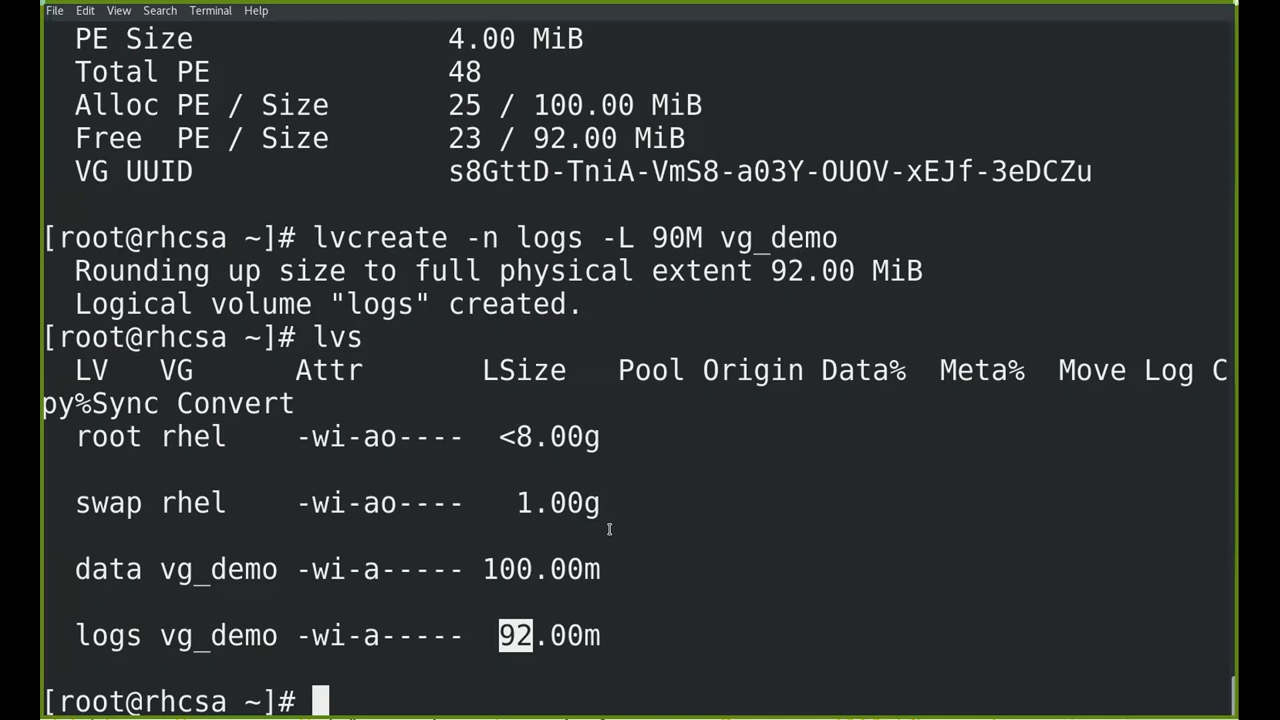 File Edit View Search Terminal Help
PE Size 4.00 MiB
Total PE 48
Alloc PE / Size 25 / 100.00 MiB
Free PE / Size 23 / 92.00 MiB
VG UUID s8GttD-TniA-VmS8-a03Y-OUOV-xEJf-3eDCZu
[root@rhcsa ~]# lvcreate -n logs -L 90M vg_demo
Rounding up size to full physical extent 92.00 MiB
Logical volume "logs" created.
[root@rhcsa ~]# lvs
LV VG Attr LSize Pool Origin Data% Meta% Move Log C
py%Sync Convert
root rhel -wi-ao---- <8.00g
swap rhel -wi-ao---- 1.00g
data vg_demo -wi-a----- 100.00m
logs vg_demo -wi-a----- 92.00m
[root@rhcsa ~]#